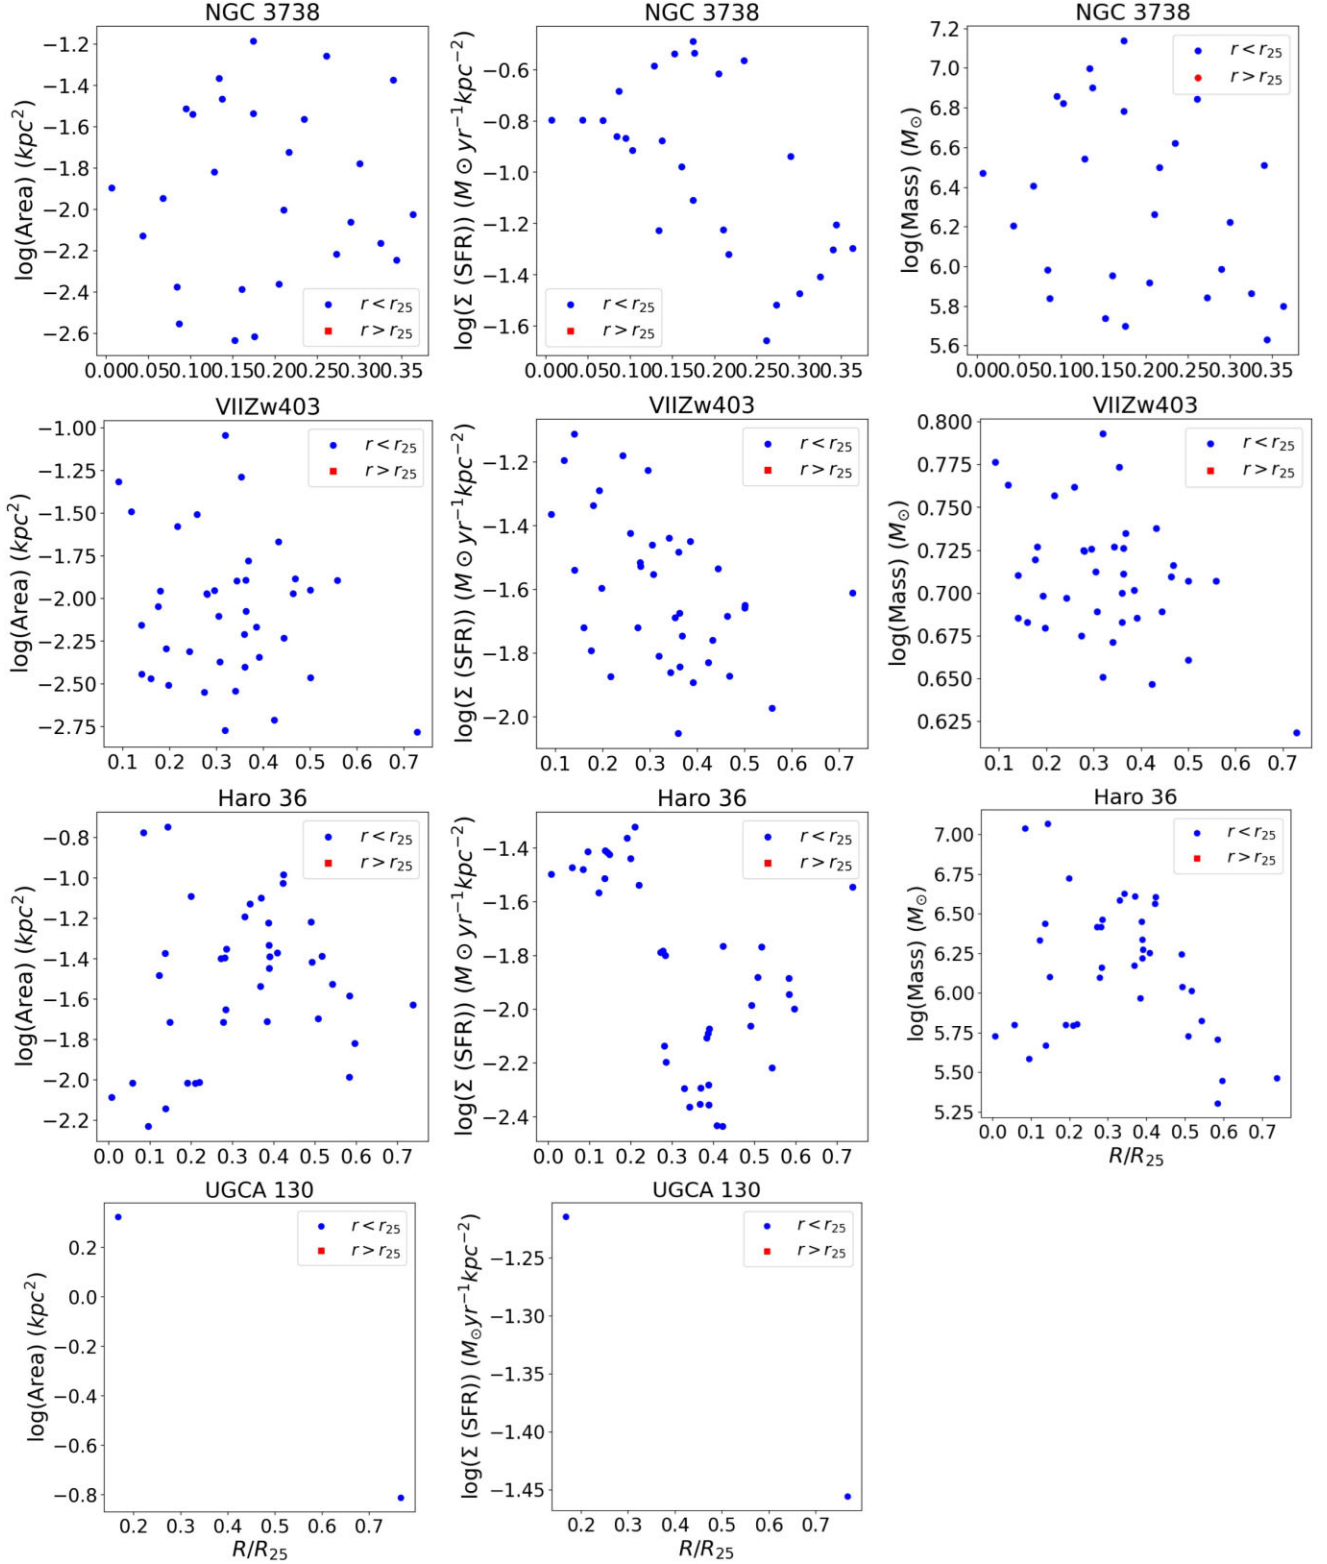 NGC 3738
log(Area) (kpc²)
−1.2
−1.4
−1.6
−1.8
−2.0
−2.2
−2.4
−2.6
r < r₂₅
r > r₂₅
0.000.050.100.150.200.250.300.35
NGC 3738
log(Σ (SFR)) (M⊙yr⁻¹kpc⁻²)
−0.6
−0.8
−1.0
−1.2
−1.4
−1.6
r < r₂₅
r > r₂₅
0.000.050.100.150.200.250.300.35
NGC 3738
log(Mass) (M⊙)
7.2
7.0
6.8
6.6
6.4
6.2
6.0
5.8
5.6
r < r₂₅
r > r₂₅
0.000.050.100.150.200.250.300.35
VIIZw403
log(Area) (kpc²)
−1.00
−1.25
−1.50
−1.75
−2.00
−2.25
−2.50
−2.75
r < r₂₅
r > r₂₅
0.1 0.2 0.3 0.4 0.5 0.6 0.7
VIIZw403
log(Σ (SFR)) (M⊙yr⁻¹kpc⁻²)
−1.2
−1.4
−1.6
−1.8
−2.0
r < r₂₅
r > r₂₅
0.1 0.2 0.3 0.4 0.5 0.6 0.7
VIIZw403
log(Mass) (M⊙)
0.800
0.775
0.750
0.725
0.700
0.675
0.650
0.625
r < r₂₅
r > r₂₅
0.1 0.2 0.3 0.4 0.5 0.6 0.7
Haro 36
log(Area) (kpc²)
−0.8
−1.0
−1.2
−1.4
−1.6
−1.8
−2.0
−2.2
r < r₂₅
r > r₂₅
0.0 0.1 0.2 0.3 0.4 0.5 0.6 0.7
Haro 36
log(Σ (SFR)) (M⊙yr⁻¹kpc⁻²)
−1.4
−1.6
−1.8
−2.0
−2.2
−2.4
r < r₂₅
r > r₂₅
0.0 0.1 0.2 0.3 0.4 0.5 0.6 0.7
Haro 36
log(Mass) (M⊙)
7.00
6.75
6.50
6.25
6.00
5.75
5.50
5.25
r < r₂₅
r > r₂₅
0.0 0.1 0.2 0.3 0.4 0.5 0.6 0.7
R/R₂₅
UGCA 130
log(Area) (kpc²)
0.2
0.0
−0.2
−0.4
−0.6
−0.8
r < r₂₅
r > r₂₅
0.2 0.3 0.4 0.5 0.6 0.7
R/R₂₅
UGCA 130
log(Σ (SFR)) (M⊙yr⁻¹kpc⁻²)
−1.25
−1.30
−1.35
−1.40
−1.45
r < r₂₅
r > r₂₅
0.2 0.3 0.4 0.5 0.6 0.7
R/R₂₅